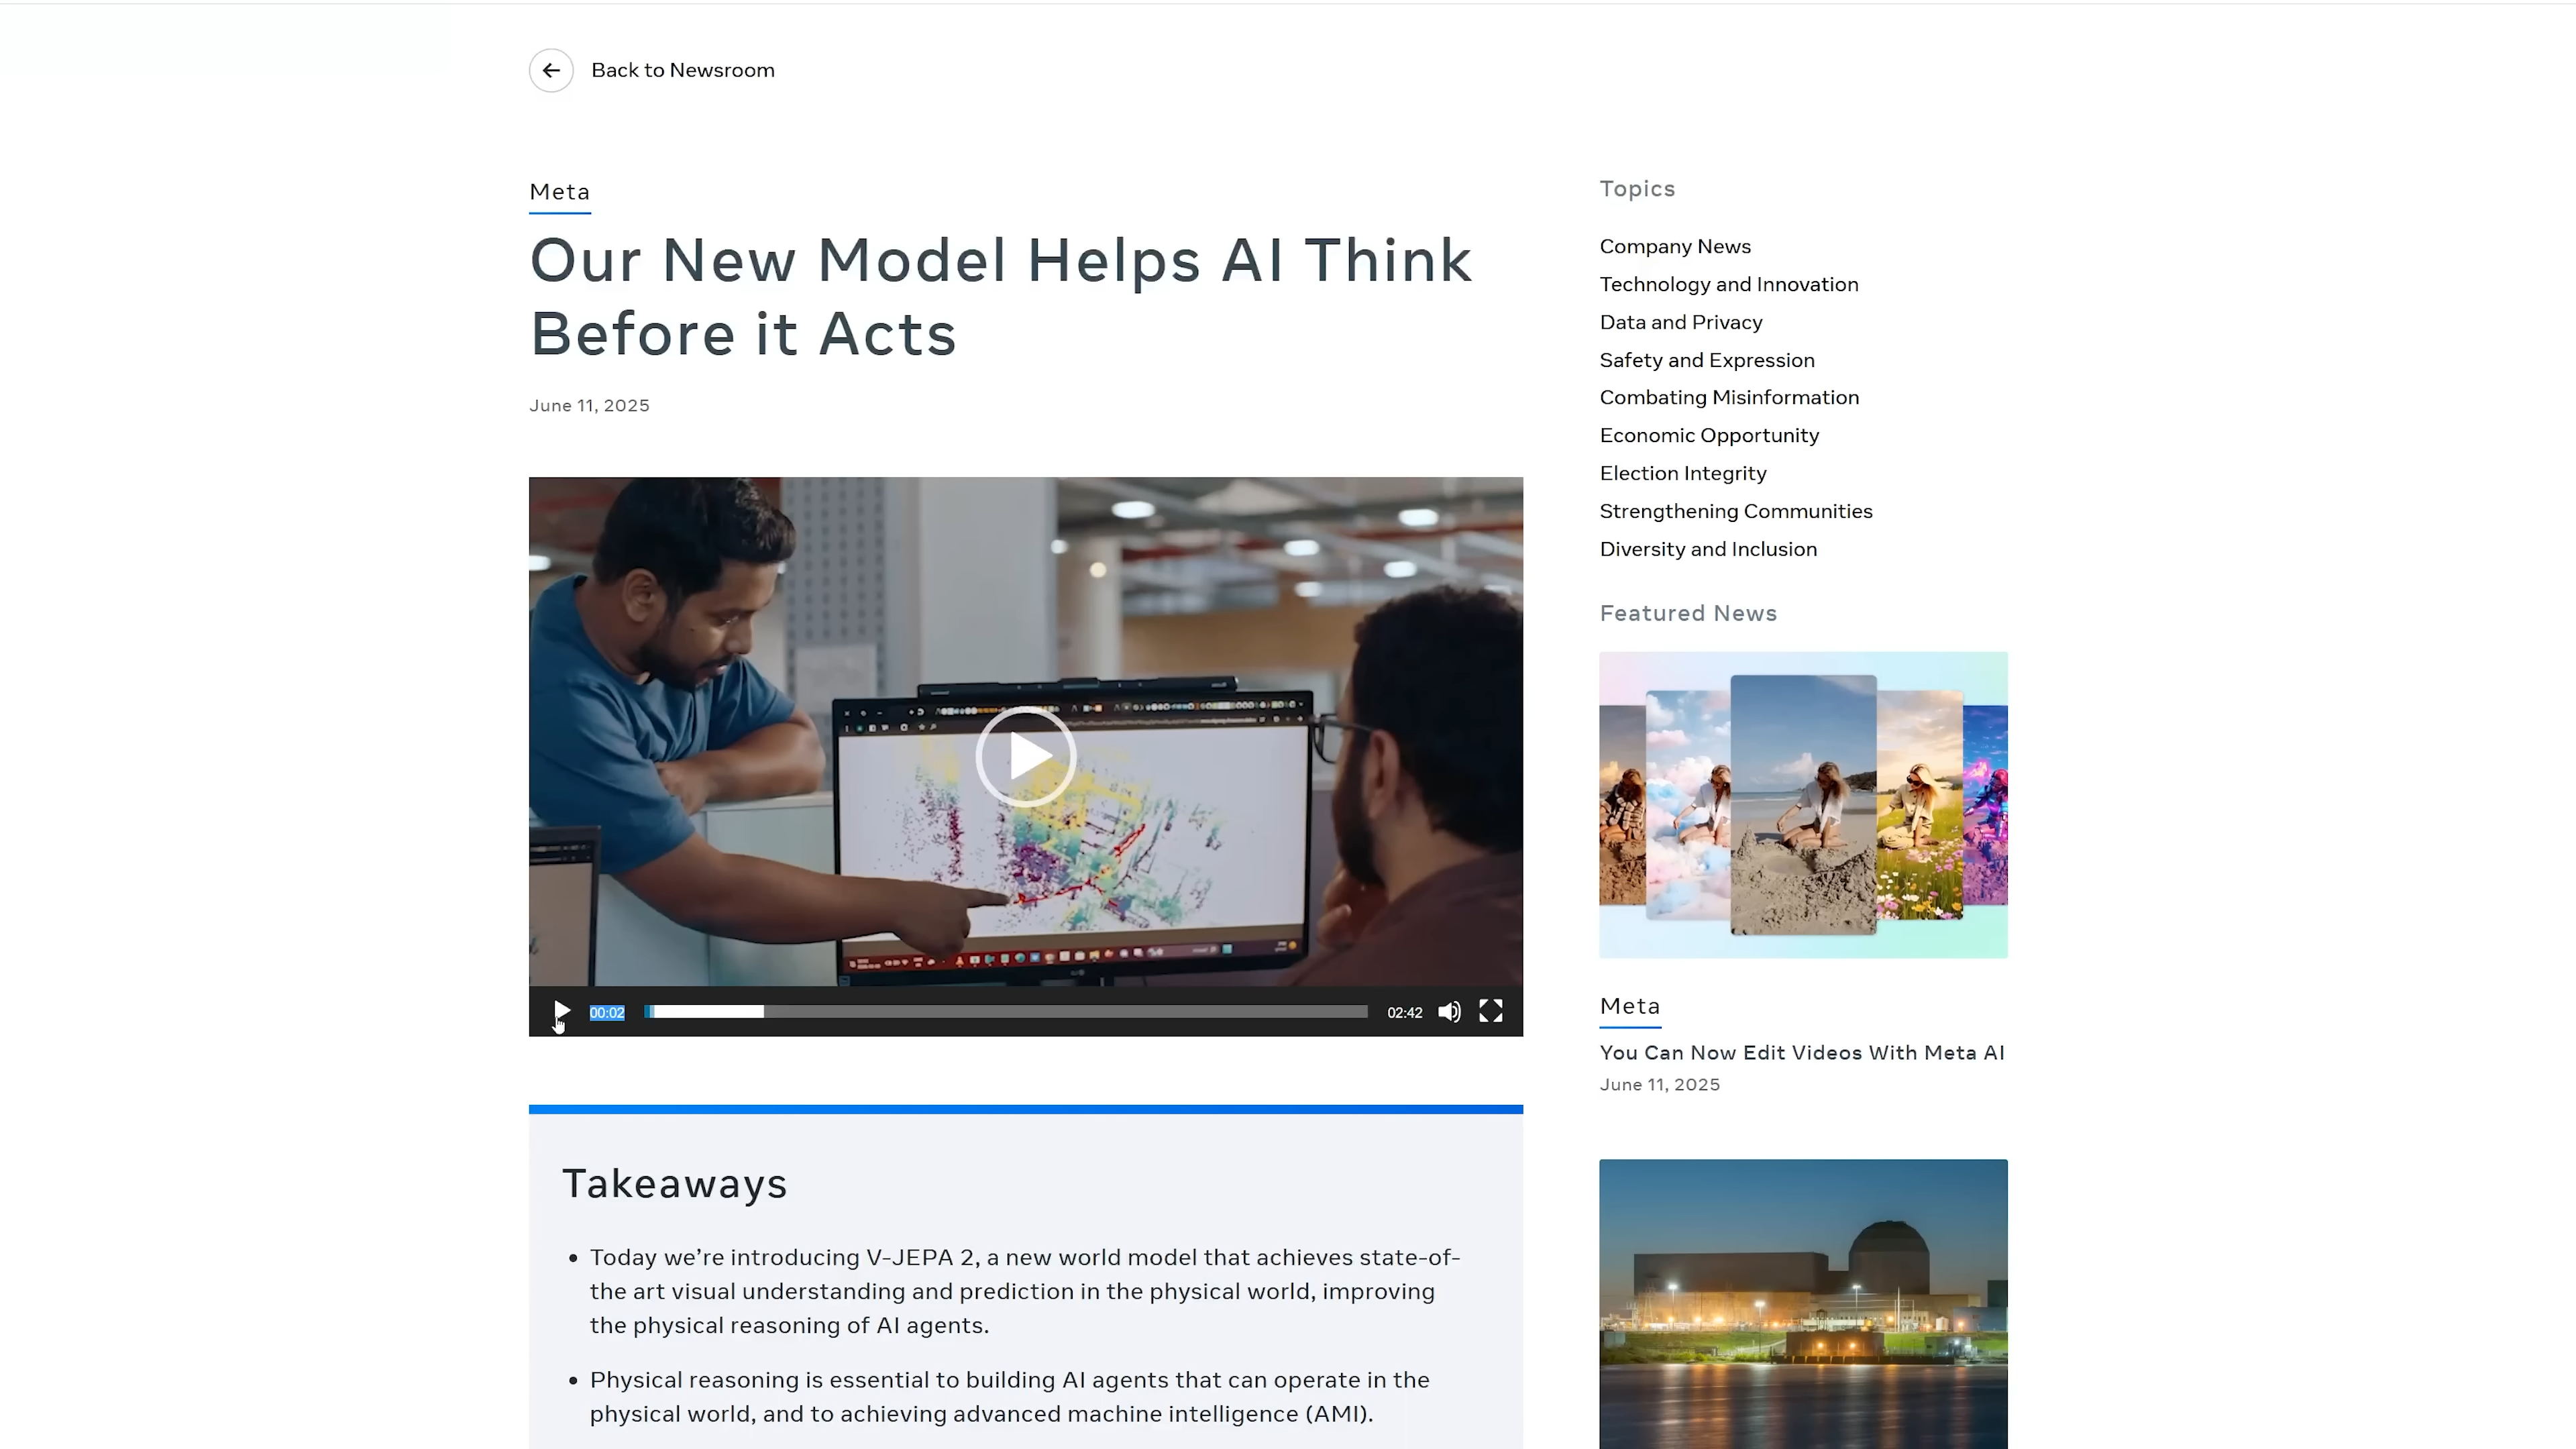 Back to Newsroom
Meta
Our New Model Helps AI Think
Before it Acts
June 11, 2025
00:02
02:42
Takeaways
• Today we’re introducing V-JEPA 2, a new world model that achieves state-of-
the art visual understanding and prediction in the physical world, improving
the physical reasoning of AI agents.
• Physical reasoning is essential to building AI agents that can operate in the
physical world, and to achieving advanced machine intelligence (AMI).
Topics
Company News
Technology and Innovation
Data and Privacy
Safety and Expression
Combating Misinformation
Economic Opportunity
Election Integrity
Strengthening Communities
Diversity and Inclusion
Featured News
Meta
You Can Now Edit Videos With Meta AI
June 11, 2025